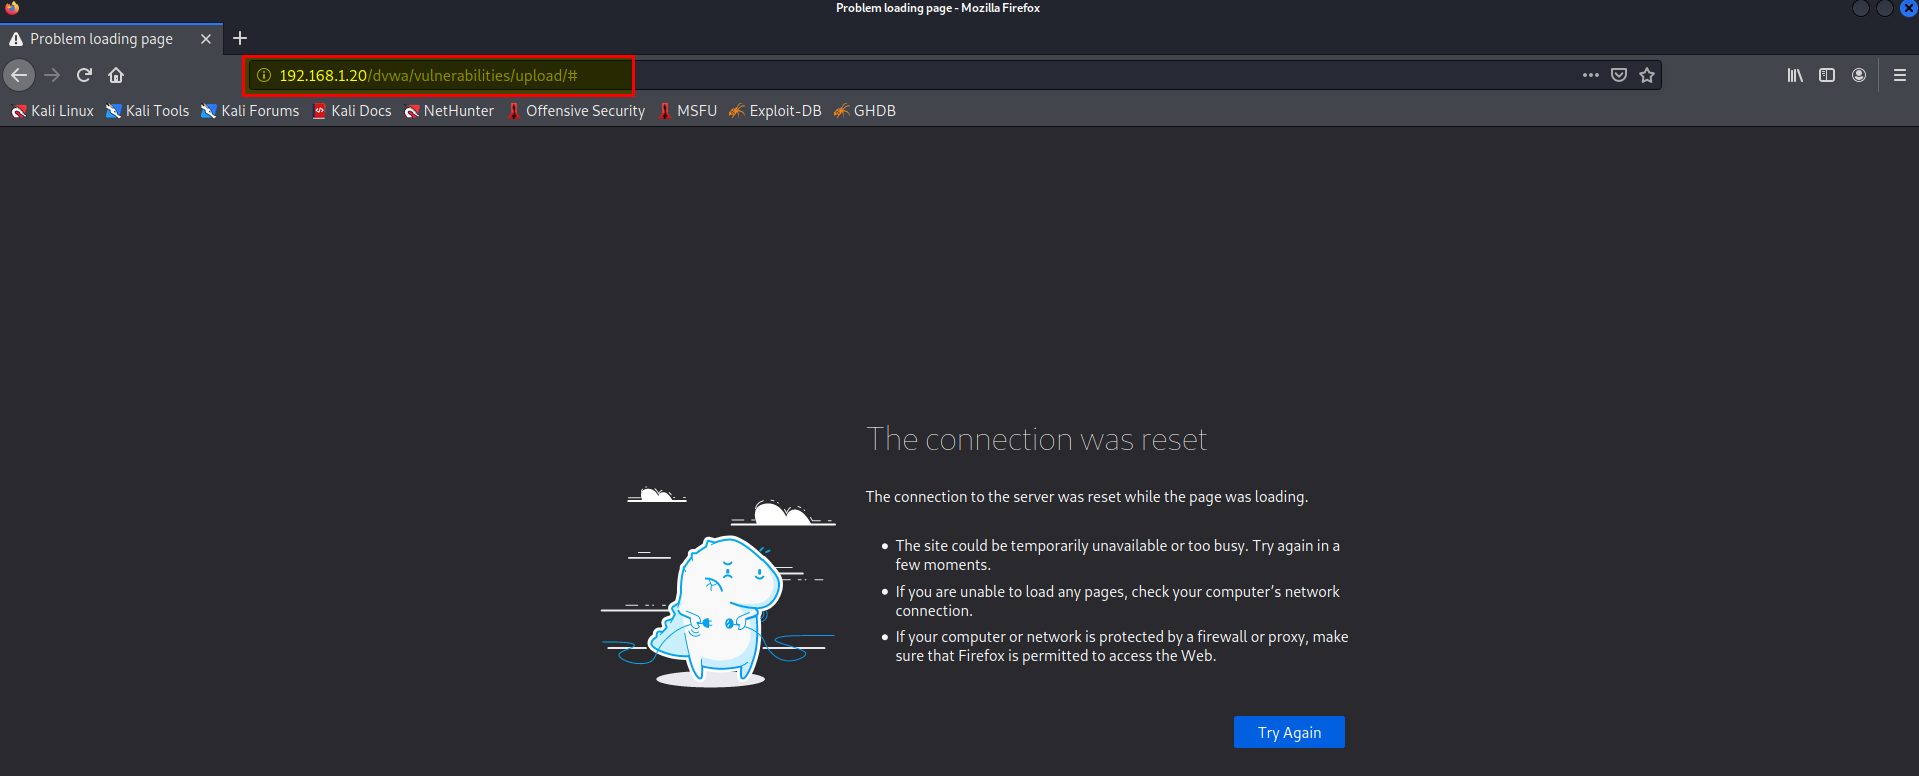 Problem loading page - Mozilla Firefox
Problem loading page
192.168.1.20/dvwa/vulnerabilities/upload/#
Kali Linux Kali Tools Kali Forums Kali Docs NetHunter Offensive Security MSFU Exploit-DB GHDB
The connection was reset
The connection to the server was reset while the page was loading.
The site could be temporarily unavailable or too busy. Try again in a
few moments.
If you are unable to load any pages, check your computer’s network
connection.
If your computer or network is protected by a firewall or proxy, make
sure that Firefox is permitted to access the Web.
Try Again